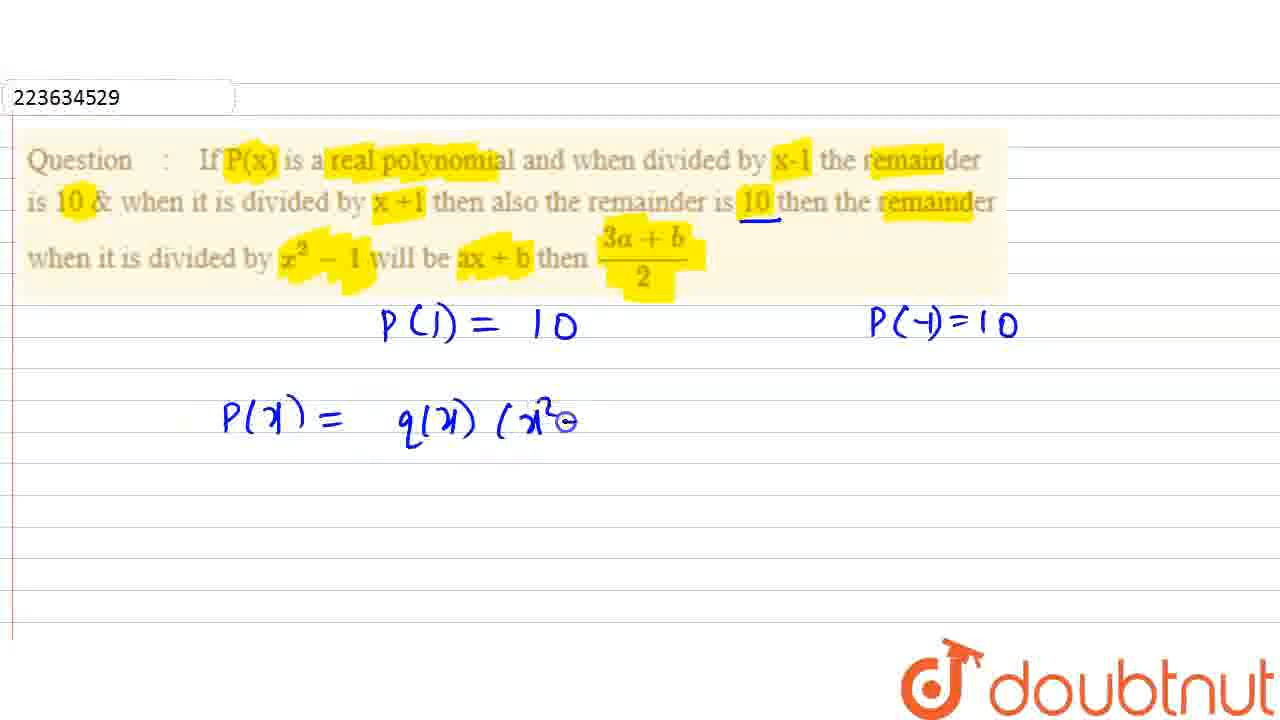 223634529
Question : If P(x) is a real polynomial and when divided by x-1 the remainder
is 10 & when it is divided by x +1 then also the remainder is 10 then the remainder
when it is divided by x² − 1 will be ax + b then (3a + b)/2
P(1) = 10 P(-1) = 10
P(x) = q(x) (x²
doubtnut